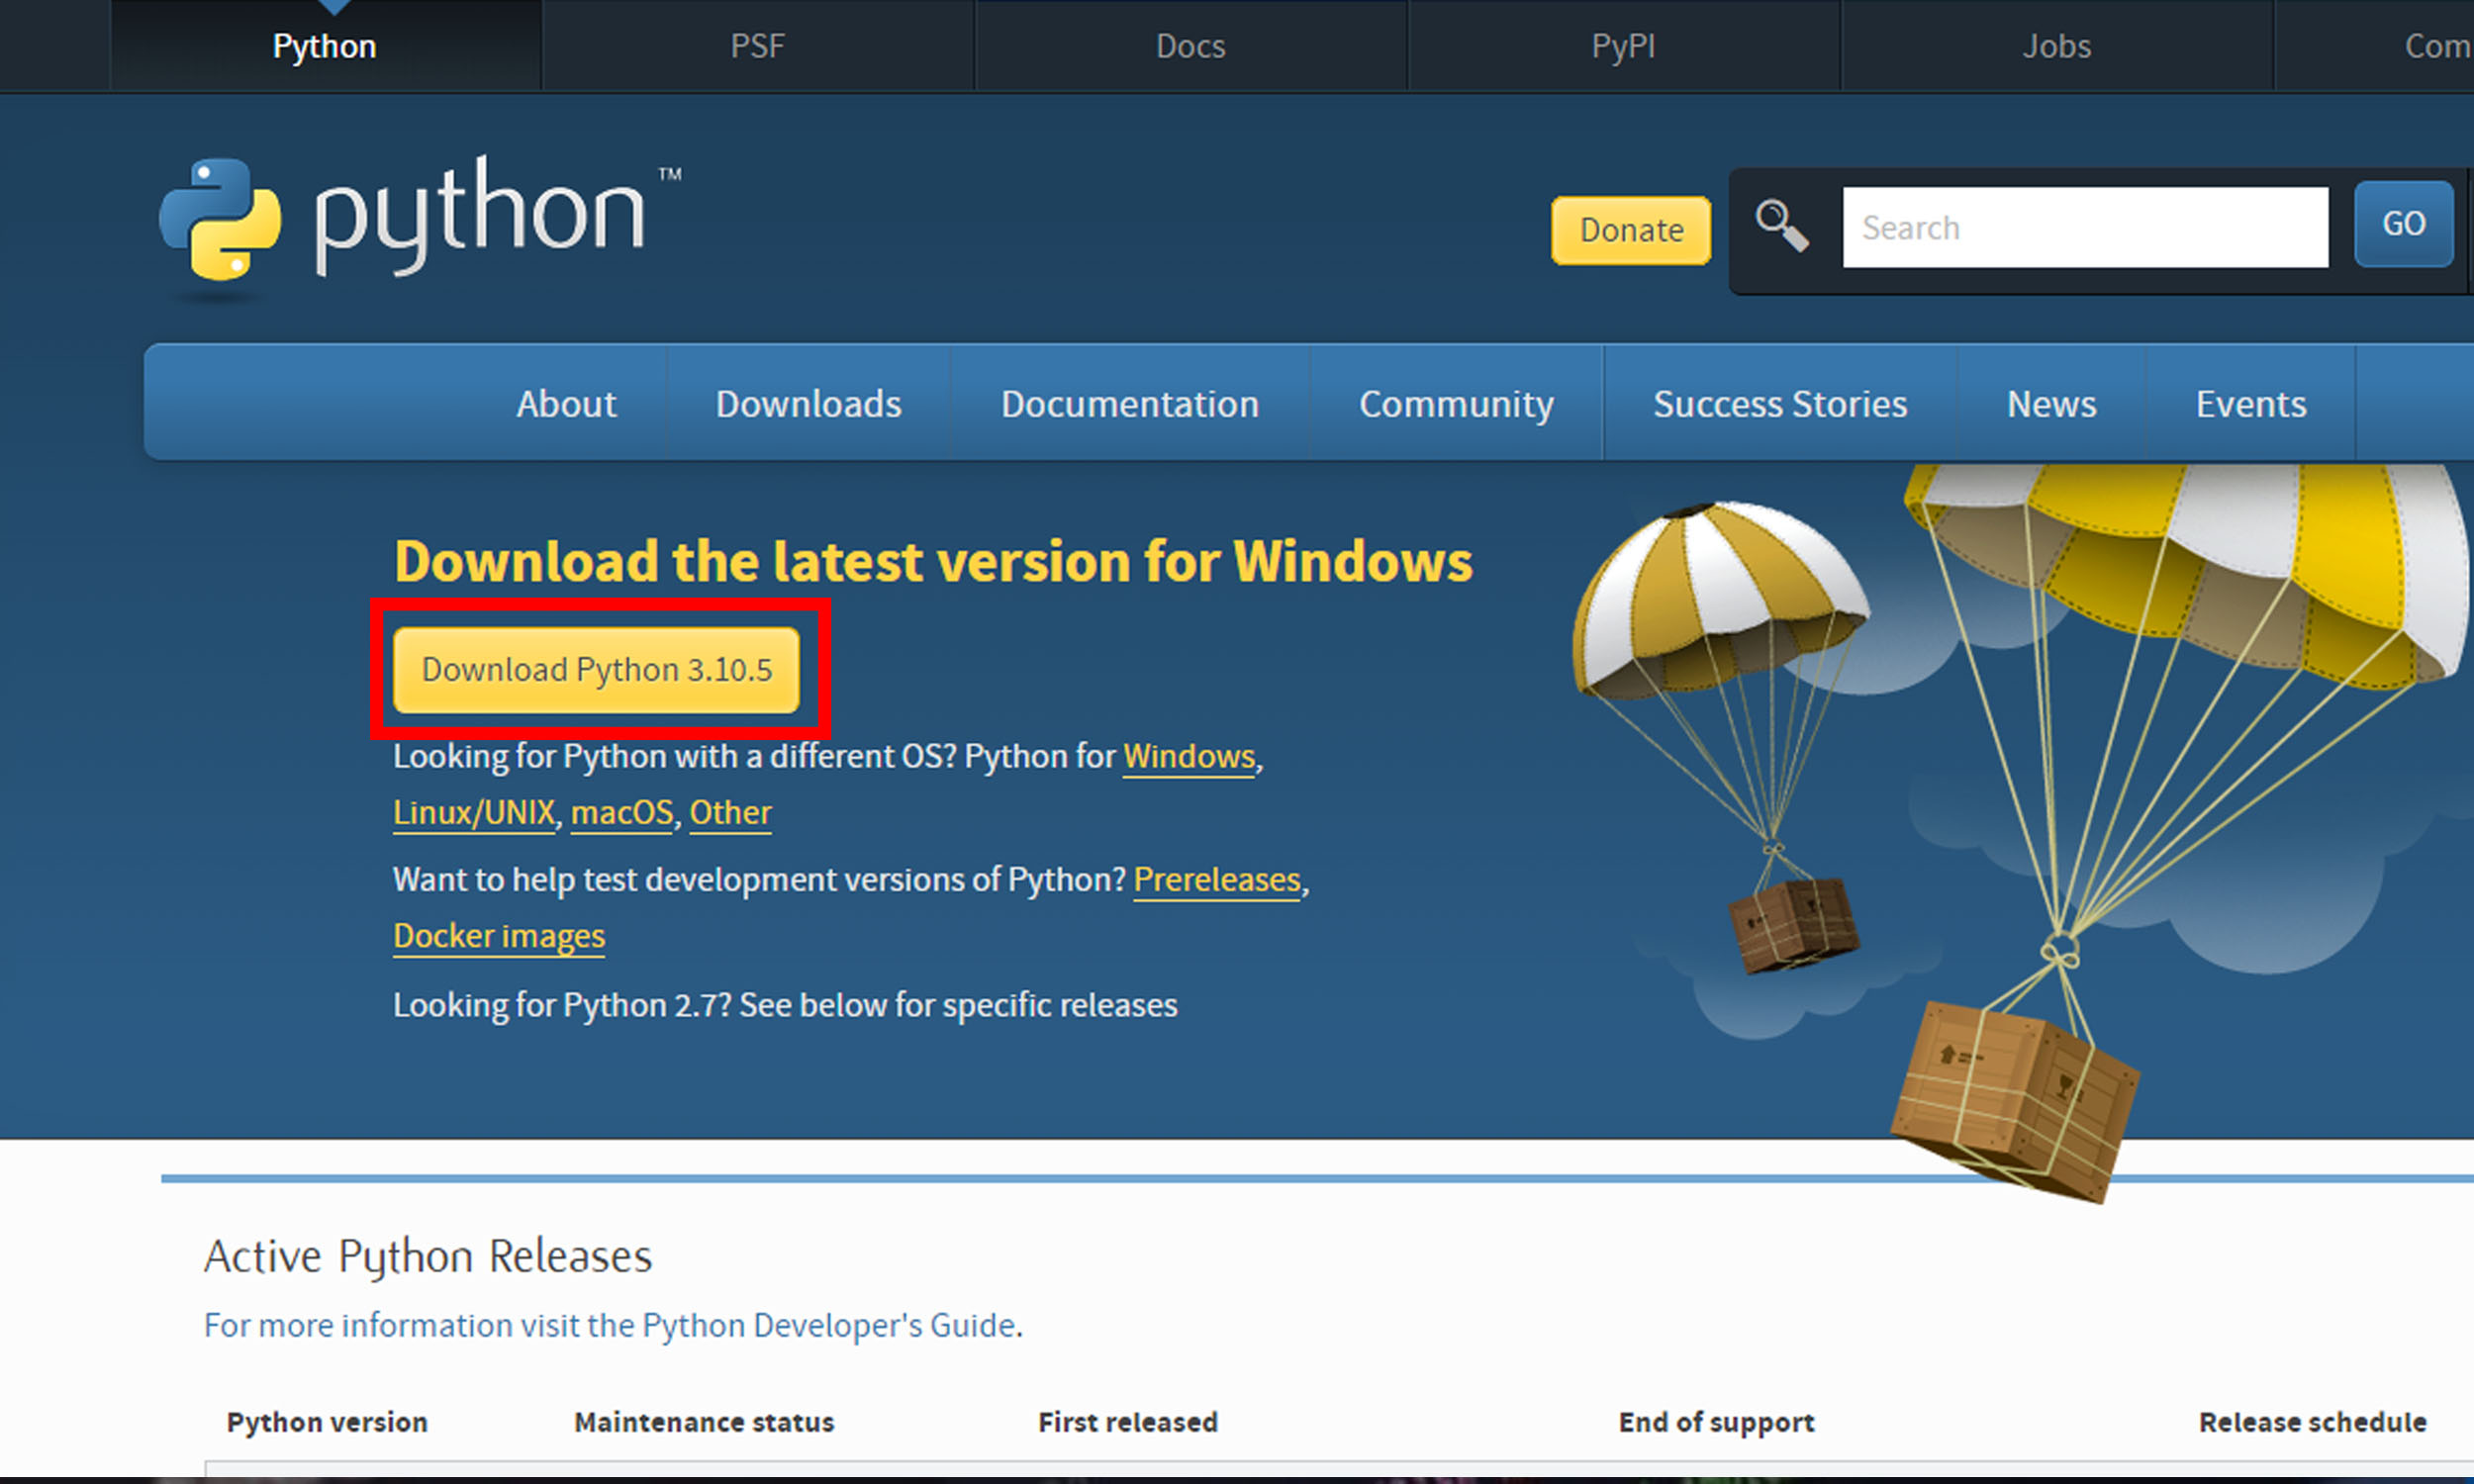 Python PSF Docs PyPI Jobs Com
python™
Donate Search GO
About Downloads Documentation Community Success Stories News Events
Download the latest version for Windows
Download Python 3.10.5
Looking for Python with a different OS? Python for Windows,
Linux/UNIX, macOS, Other
Want to help test development versions of Python? Prereleases,
Docker images
Looking for Python 2.7? See below for specific releases
Active Python Releases
For more information visit the Python Developer's Guide.
Python version Maintenance status First released End of support Release schedule